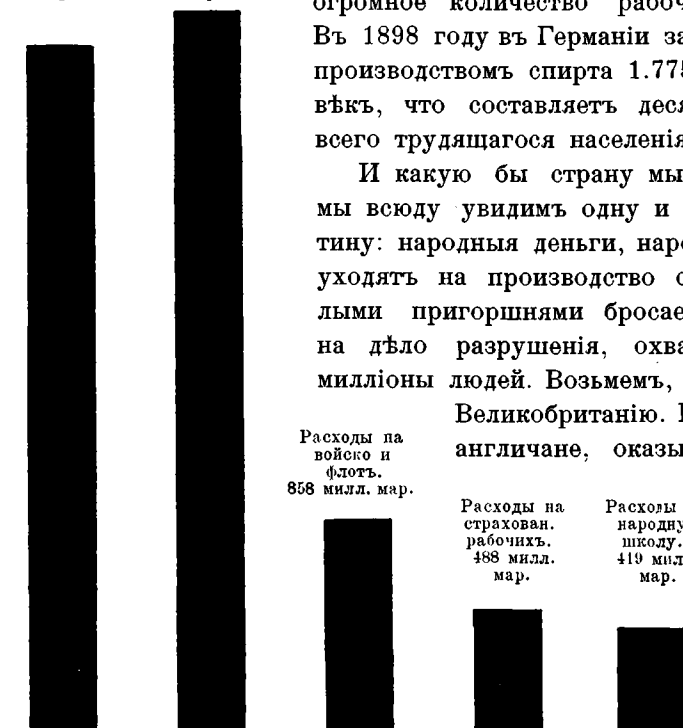 огромное количество рабоч
Въ 1898 году въ Германіи за
производствомъ спирта 1.775
вѣкъ, что составляетъ деся
всего трудящагося населенія
И какую бы страну мы
мы всюду увидимъ одну и
тину: народныя деньги, наро
уходятъ на производство с
лыми пригоршнями бросае
на дѣло разрушенія, охва
милліоны людей. Возьмемъ,
Великобританію.
англичане, оказы
Расходы на
войско и
флотъ.
858 милл. мар.
Расходы на
страхован.
рабочихъ.
488 милл.
мар.
Расходы
народну
школу.
419 мил
мар.